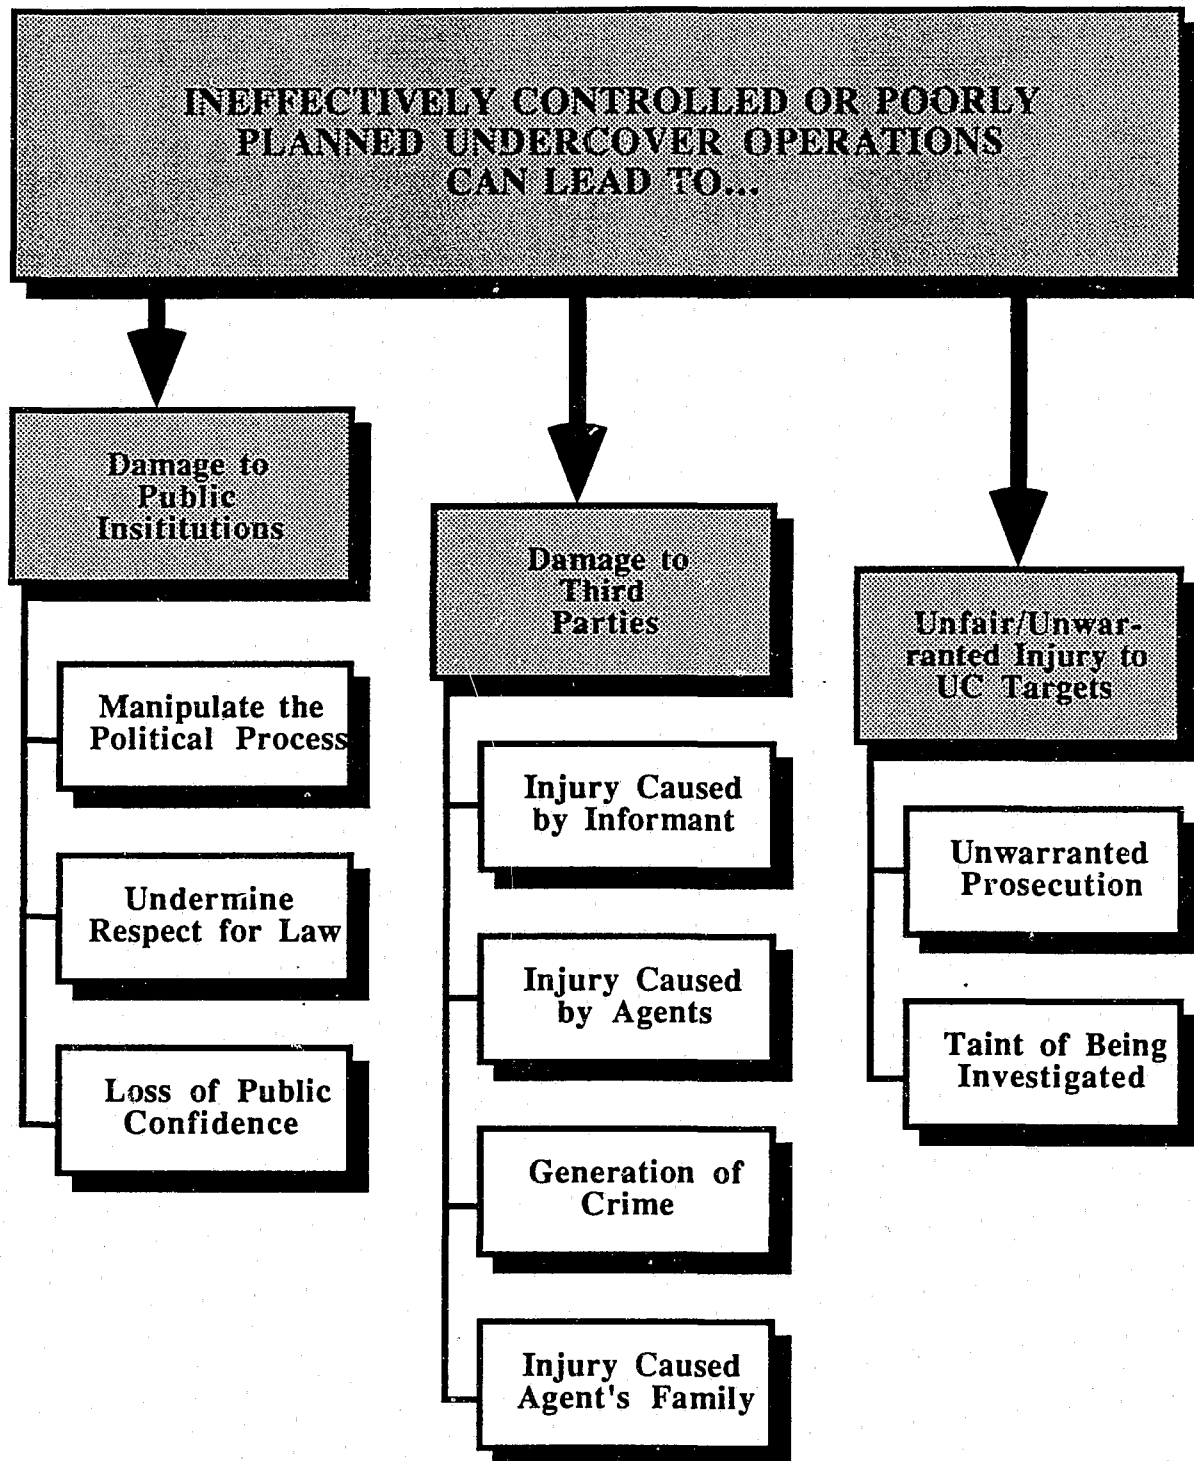 INEFFECTIVELY CONTROLLED OR POORLY
PLANNED UNDERCOVER OPERATIONS
CAN LEAD TO...
Damage to
Public
Insititutions
Manipulate the
Political Process
Undermine
Respect for Law
Loss of Public
Confidence
Damage to
Third
Parties
Injury Caused
by Informant
Injury Caused
by Agents
Generation of
Crime
Injury Caused
Agent's Family
Unfair/Unwar-
ranted Injury to
UC Targets
Unwarranted
Prosecution
Taint of Being
Investigated